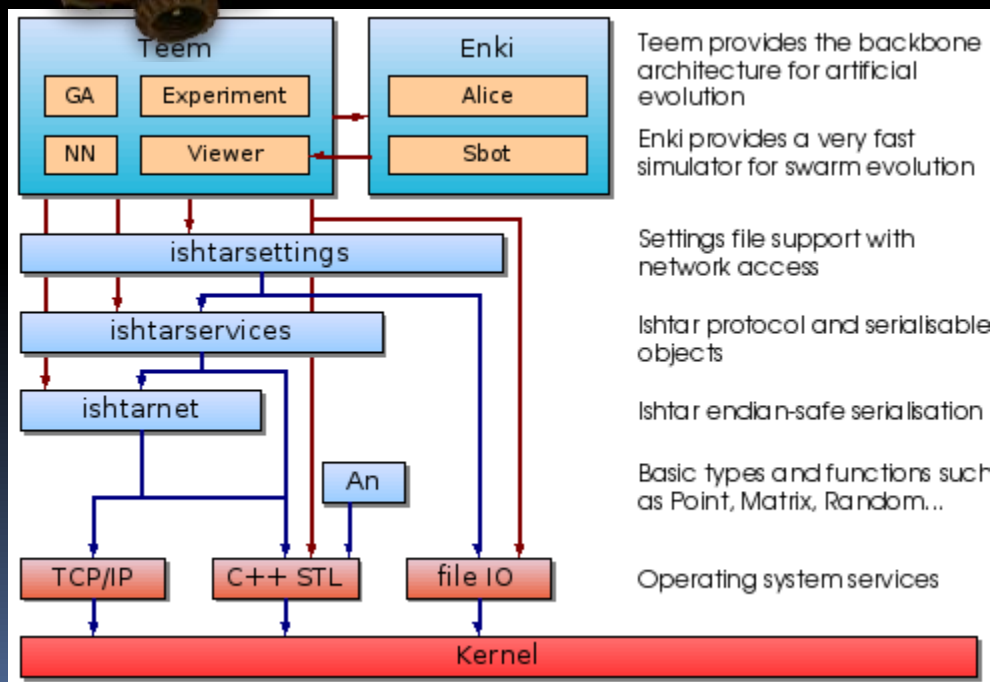 Teem
Enki
GA
Experiment
Alice
NN
Viewer
Sbot
Teem provides the backbone
architecture for artificial
evolution
Enki provides a very fast
simulator for swarm evolution
ishtarsettings
Settings file support with
network access
ishtarservices
Ishtar protocol and serialisable
objects
ishtarnet
Ishtar endian-safe serialisation
An
Basic types and functions such
as Point, Matrix, Random...
TCP/IP
C++ STL
file IO
Operating system services
Kernel